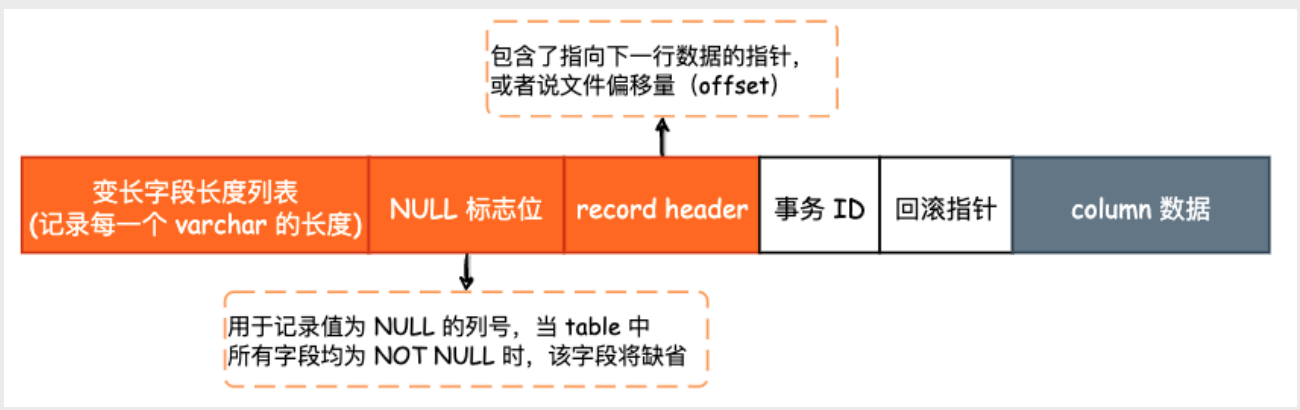 包含了指向下一行数据的指针，
或者说文件偏移量（offset）
变长字段长度列表
(记录每一个 varchar 的长度)
NULL 标志位
record header
事务 ID
回滚指针
column 数据
用于记录值为 NULL 的列号，当 table 中
所有字段均为 NOT NULL 时，该字段将缺省